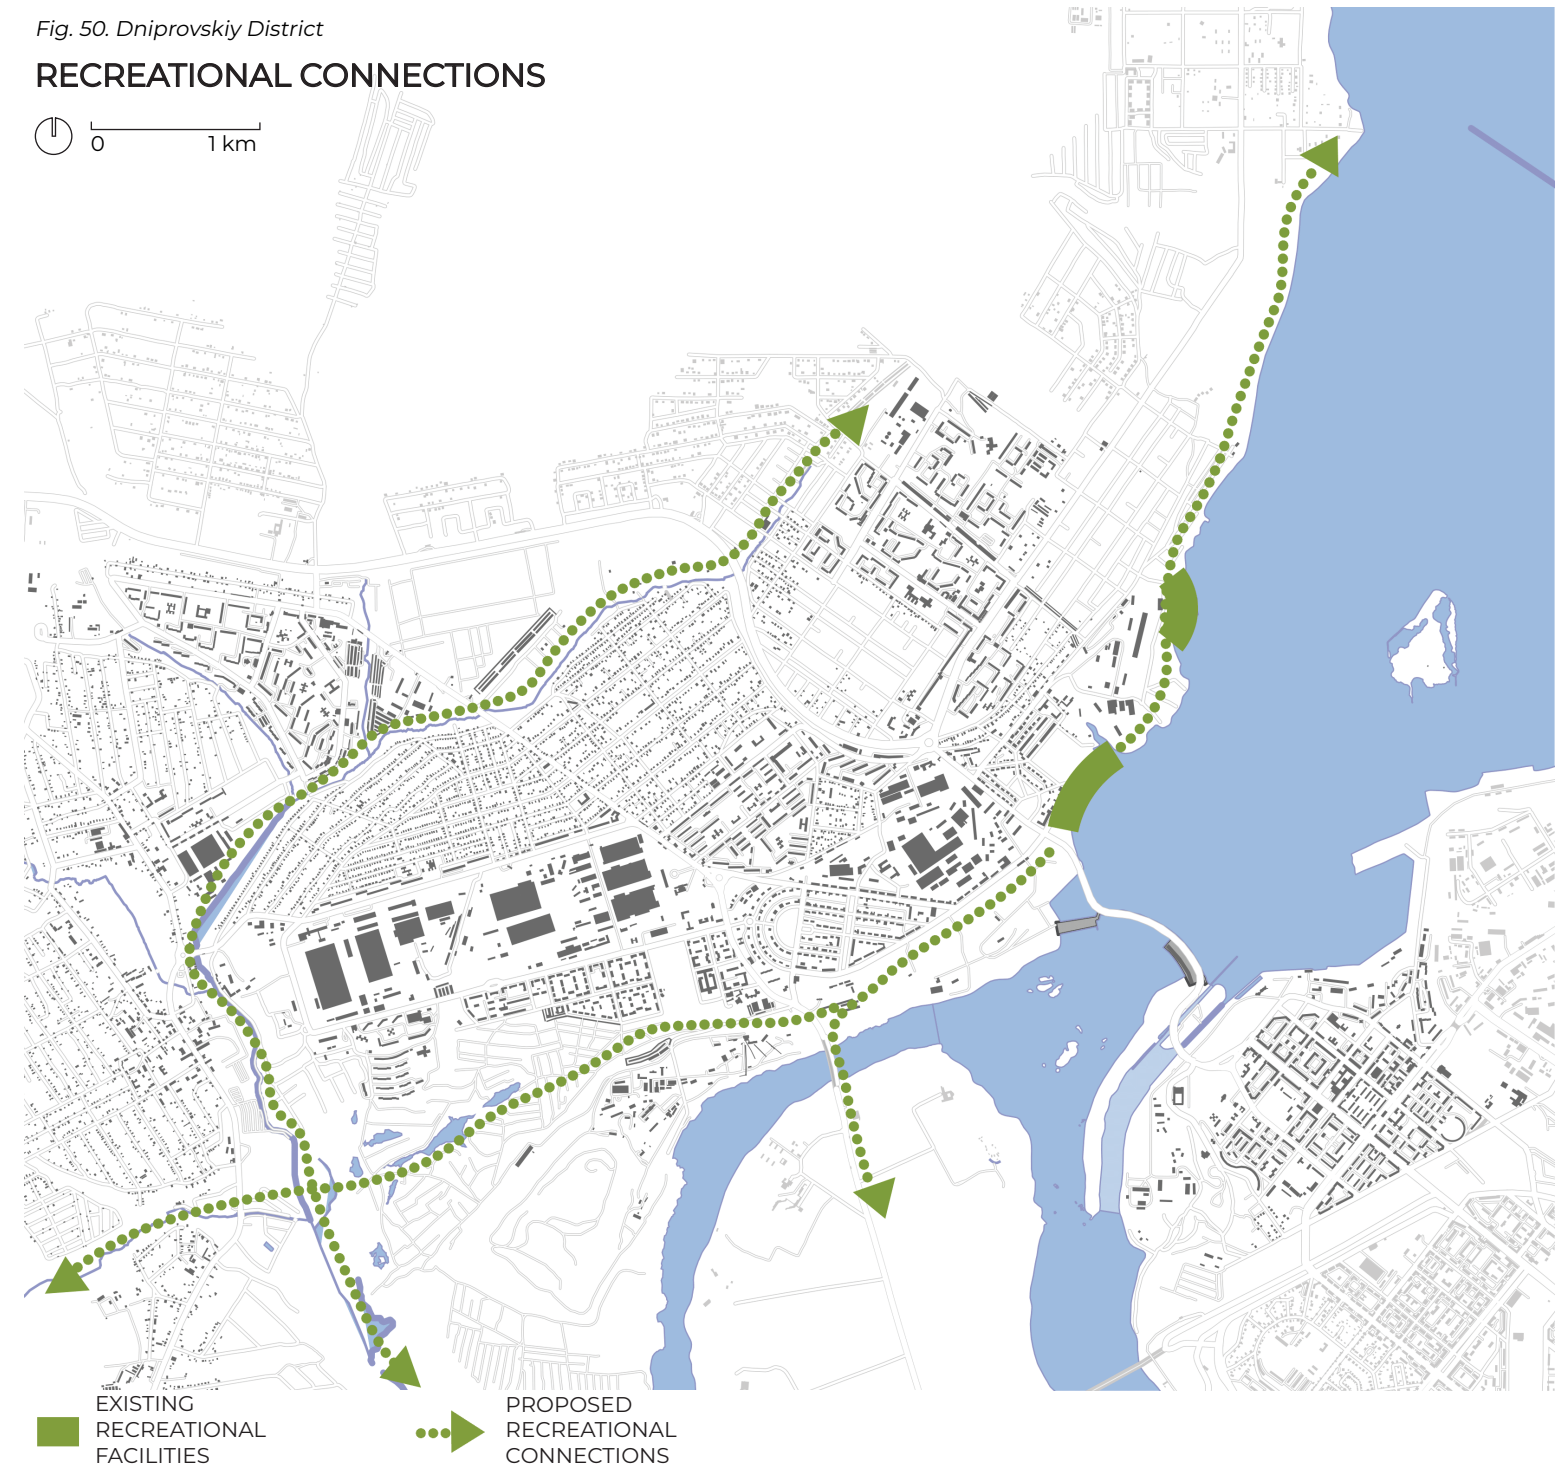 Fig. 50. Dniprovskiy District
RECREATIONAL CONNECTIONS
0 1 km
EXISTING
RECREATIONAL
FACILITIES
PROPOSED
RECREATIONAL
CONNECTIONS